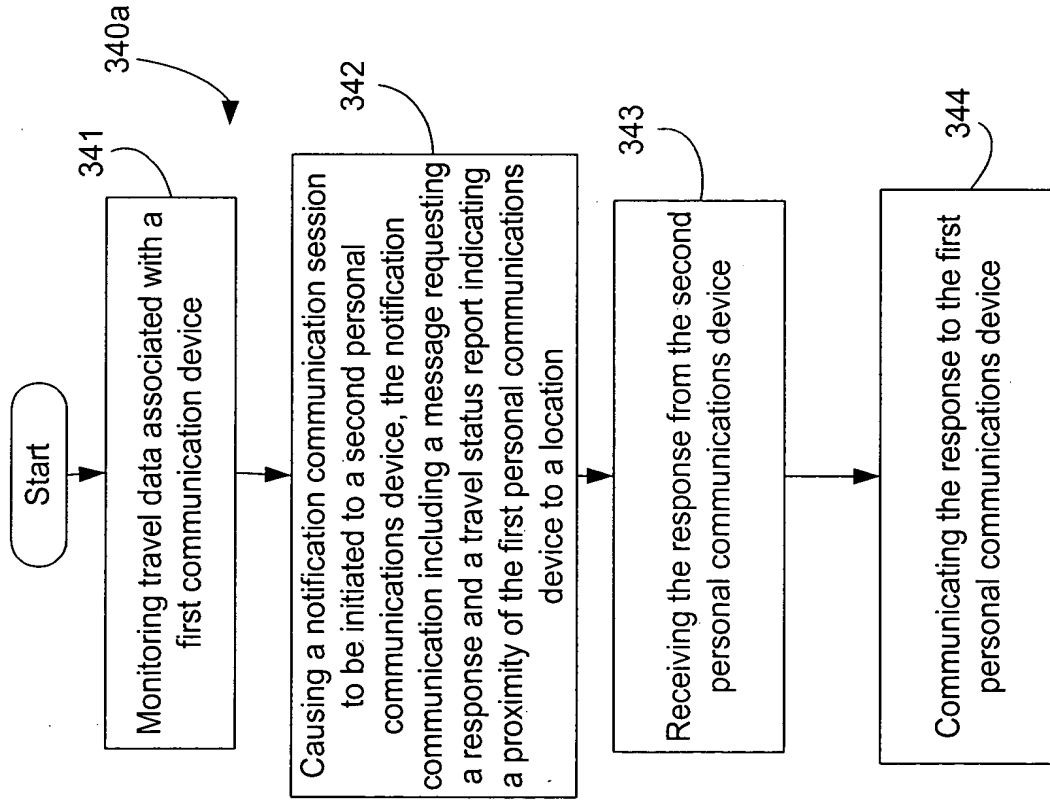 Start
340a
341
Monitoring travel data associated with a
first communication device
342
Causing a notification communication session
to be initiated to a second personal
communications device, the notification
communication including a message requesting
a response and a travel status report indicating
a proximity of the first personal communications
device to a location
343
Receiving the response from the second
personal communications device
344
Communicating the response to the first
personal communications device